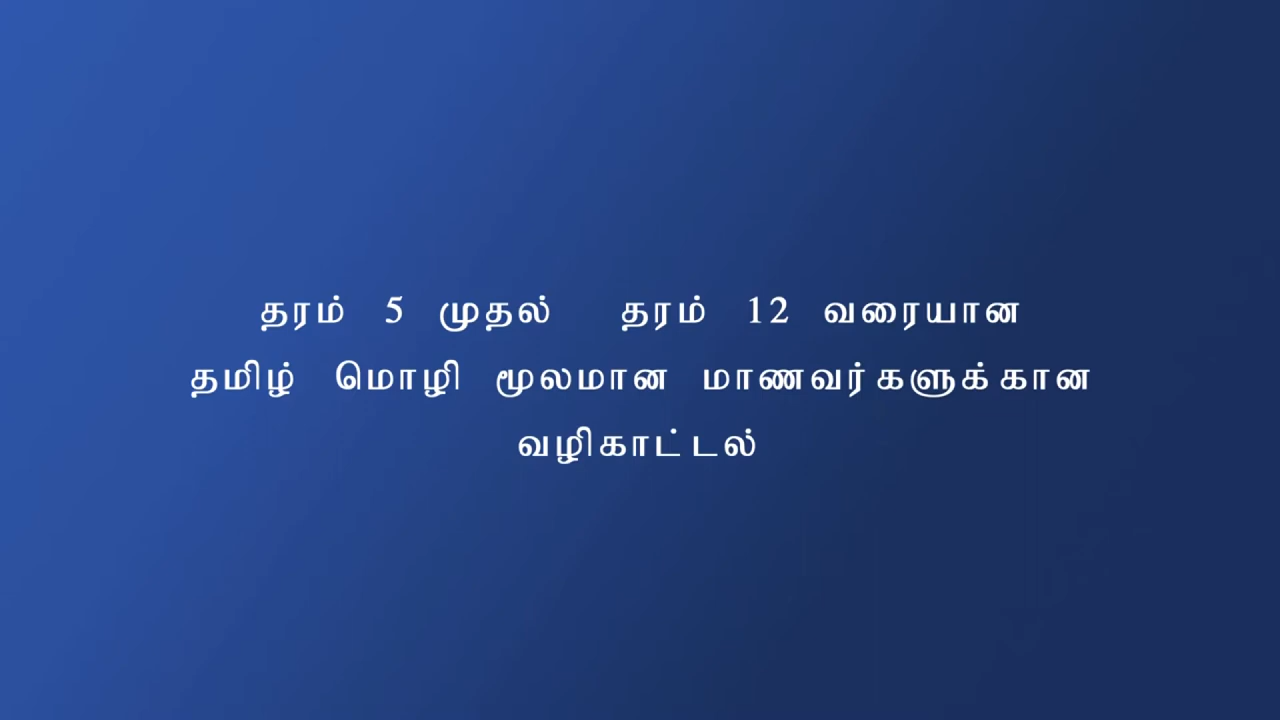 தரம் 5 முதல் தரம் 12 வரையான
தமிழ் மொழி மூலமான மாணவர்களுக்கான
வழிகாட்டல்